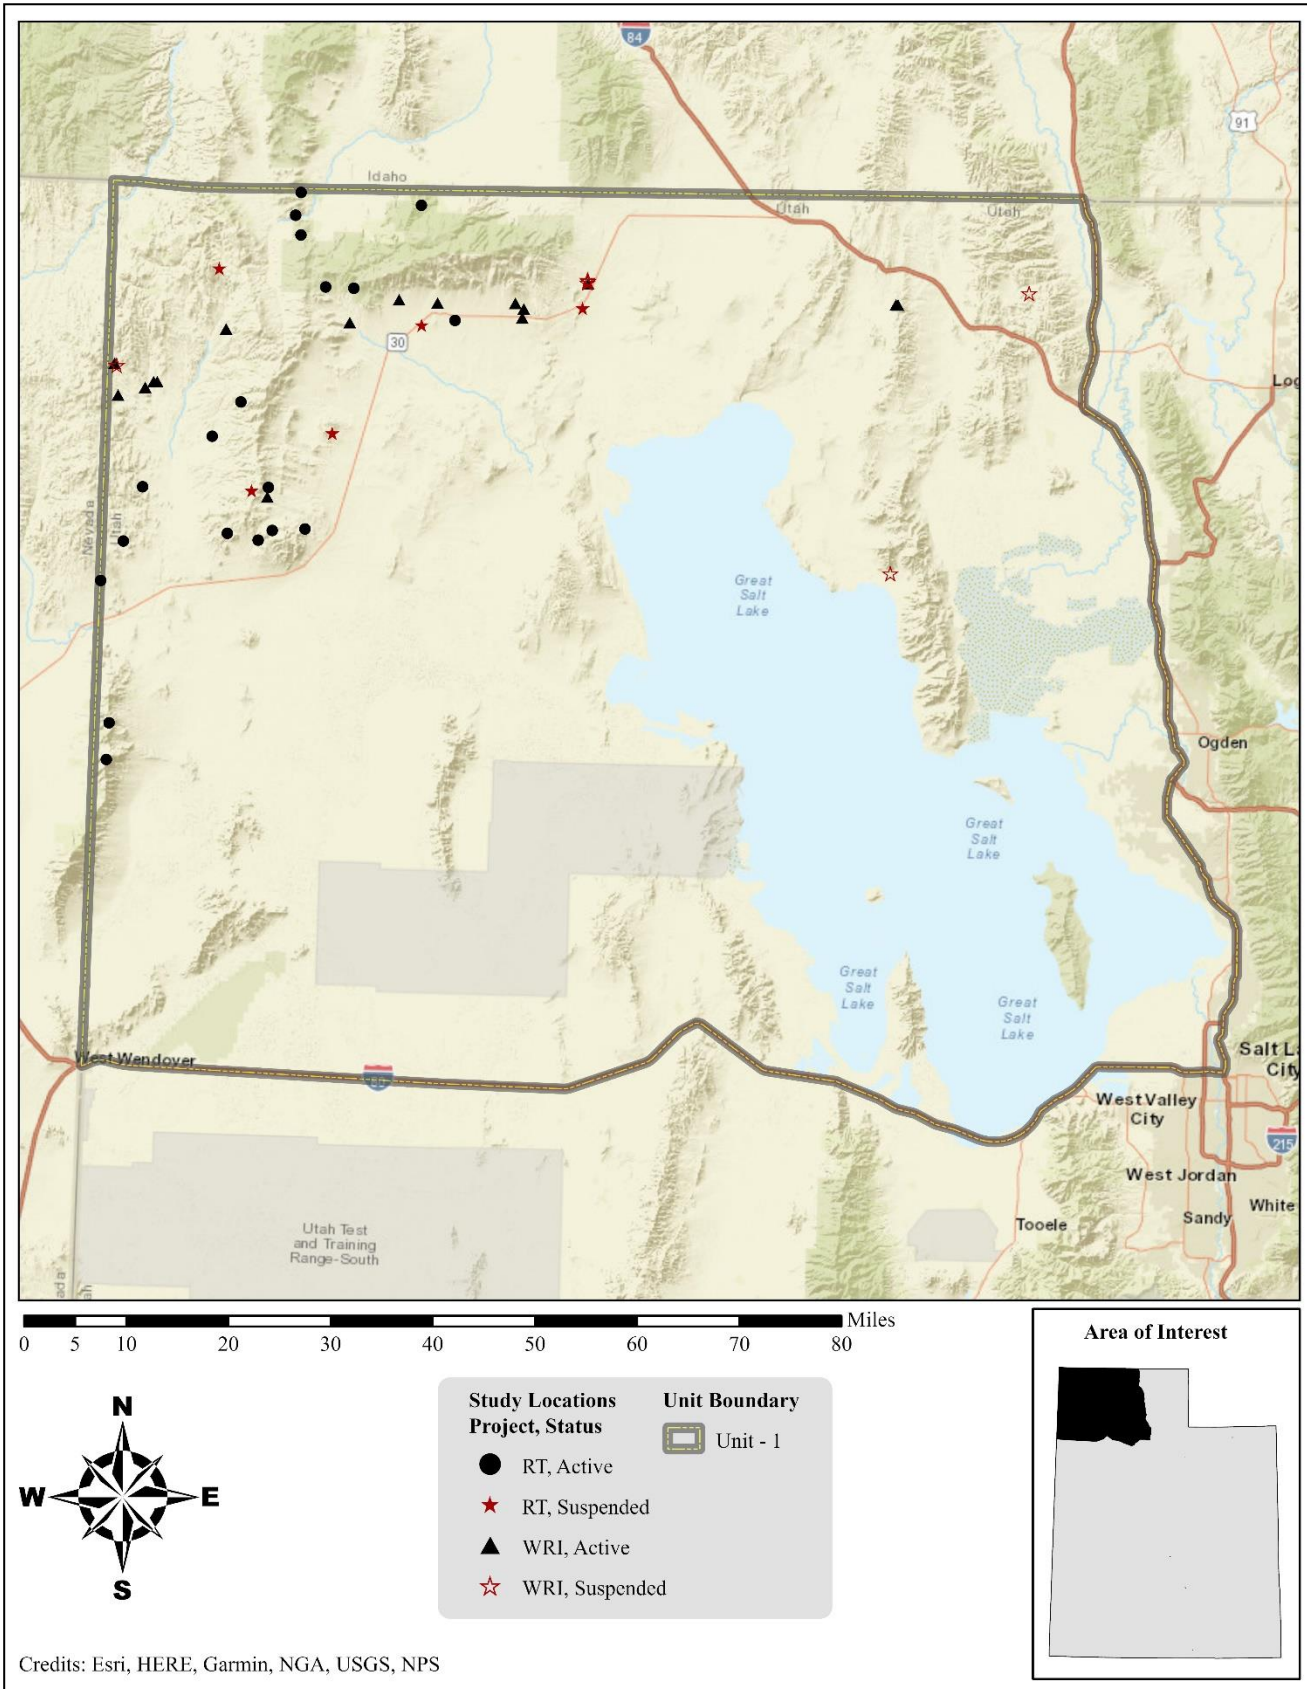 84
91
Idaho
Utah
Utah
30
Log
Nevada
Utah
Great
Salt
Lake
Ogden
Great
Salt
Lake
Great
Salt
Lake
Great
Salt
Lake
West Wendover
Salt L
City
West Valley
City
215
West Jordan
White
Sandy
Tooele
Utah Test
and Training
Range-South
ada
ah
Miles
0 5 10 20 30 40 50 60 70 80
Area of Interest
N
W E
S
Study Locations
Project, Status
RT, Active
RT, Suspended
WRI, Active
WRI, Suspended
Unit Boundary
Unit - 1
Credits: Esri, HERE, Garmin, NGA, USGS, NPS